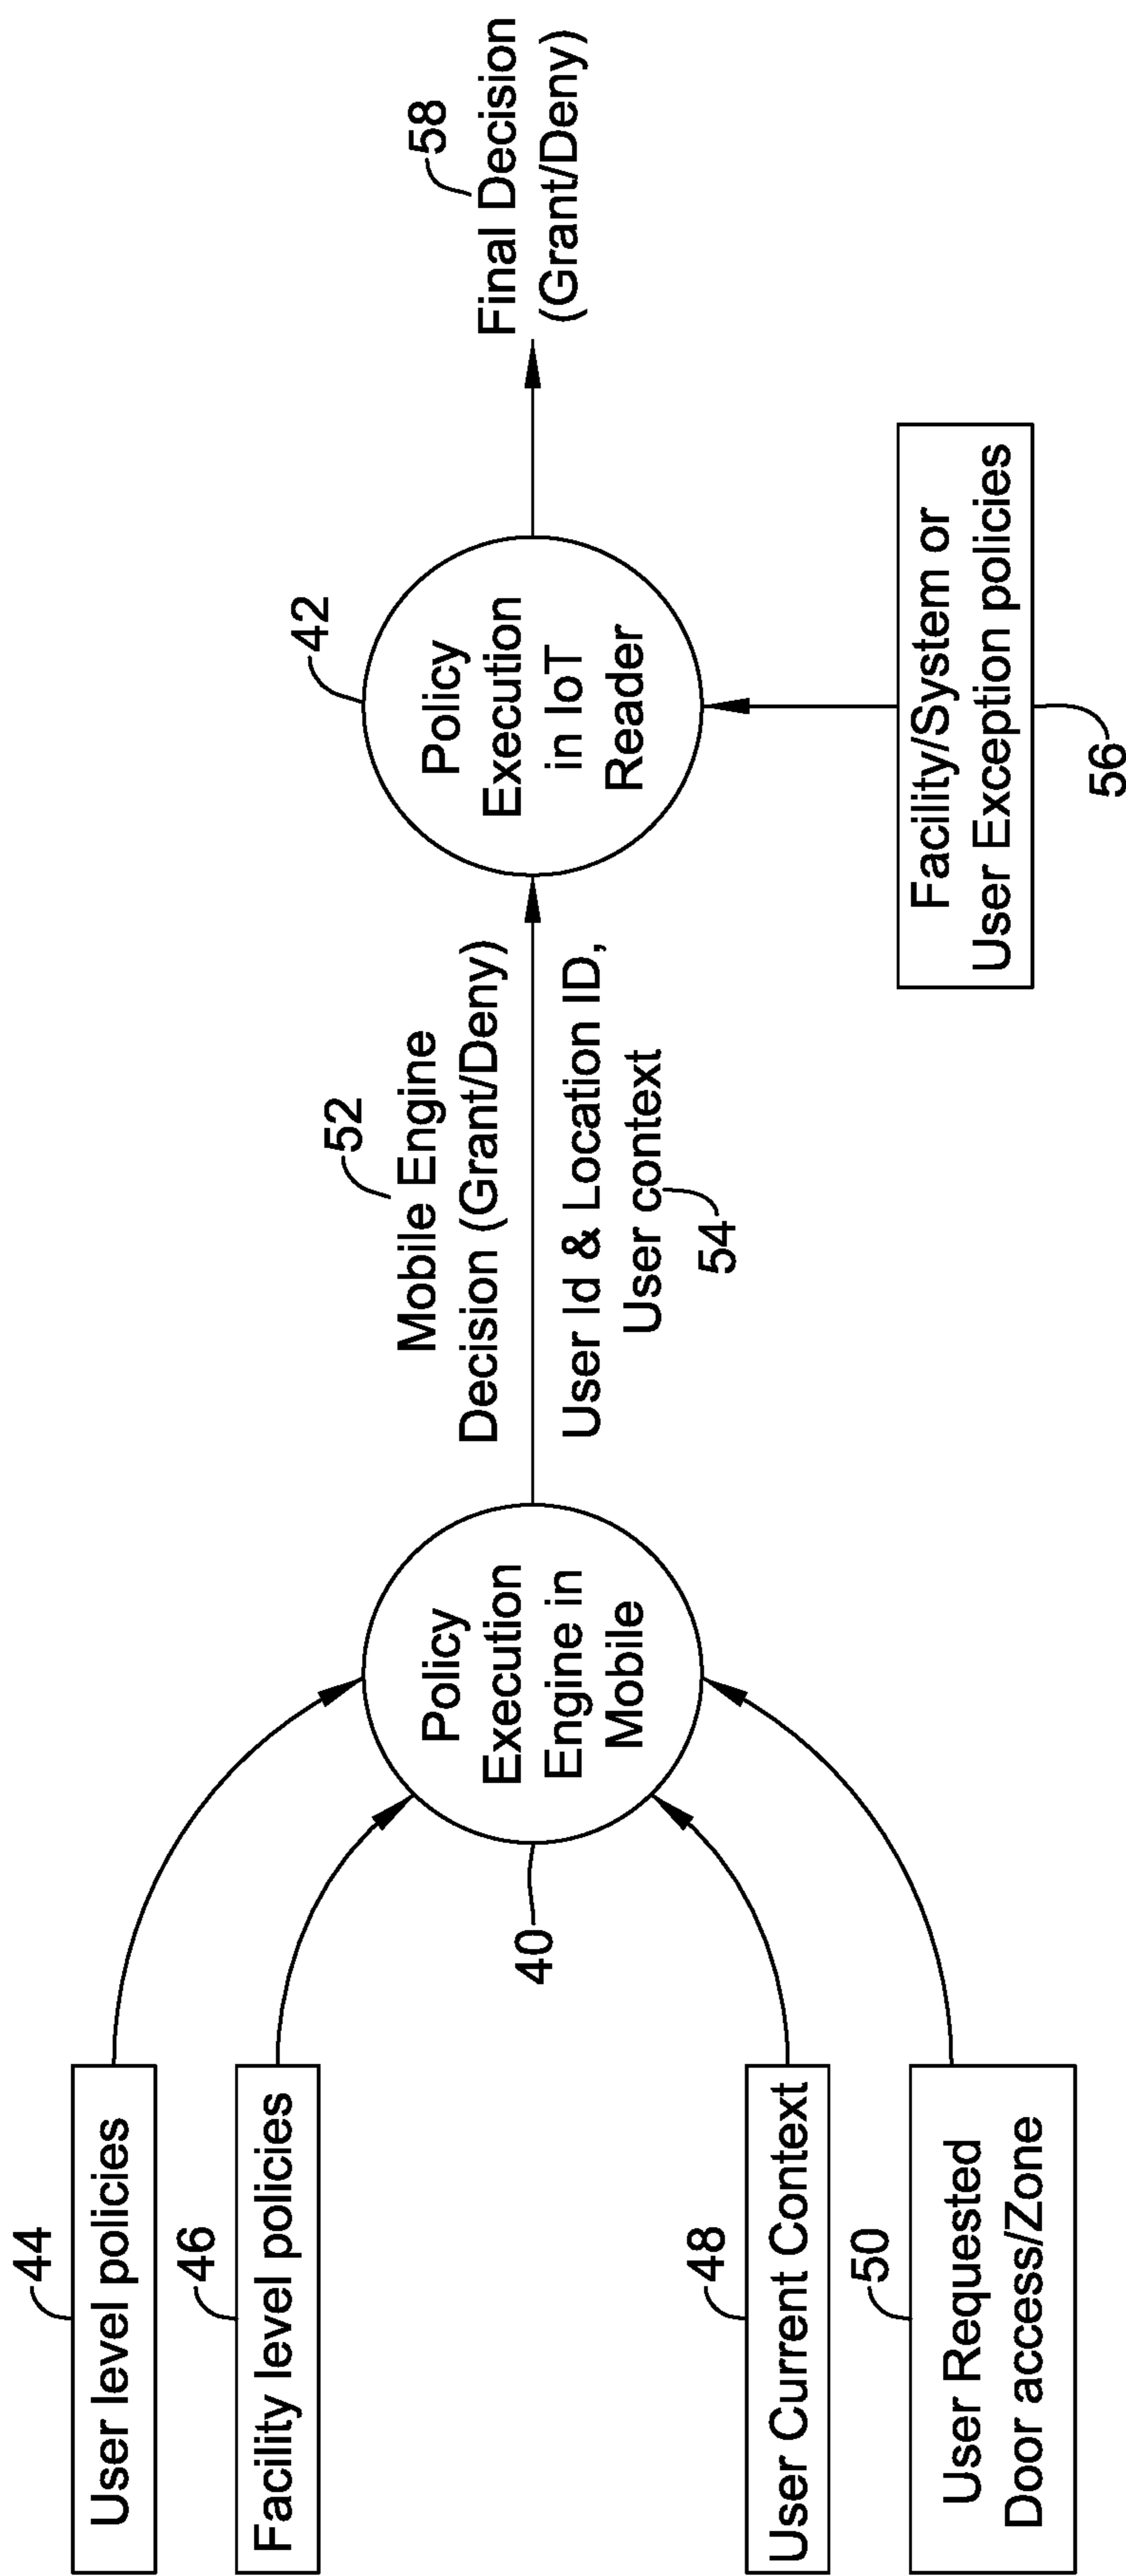 44
User level policies
46
Facility level policies
48
User Current Context
50
User Requested
Door access/Zone
40
Policy
Execution
Engine in
Mobile
52
Mobile Engine
Decision (Grant/Deny)
User Id & Location ID,
User context
54
42
Policy
Execution
in IoT
Reader
Facility/System or
User Exception policies
56
58
Final Decision
(Grant/Deny)